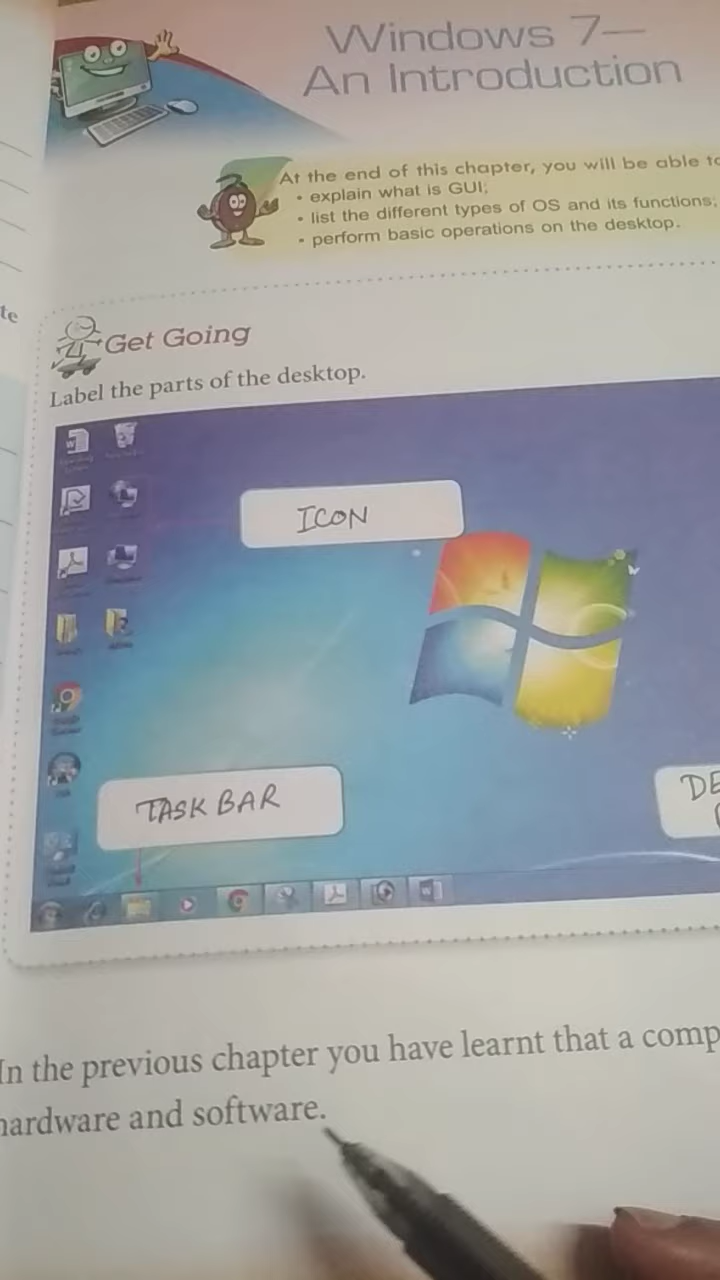 Windows 7—
An Introduction
At the end of this chapter, you will be able to
• explain what is GUI;
• list the different types of OS and its functions;
• perform basic operations on the desktop.
te
Get Going
Label the parts of the desktop.
ICON
TASK BAR
DE
In the previous chapter you have learnt that a comp
hardware and software.